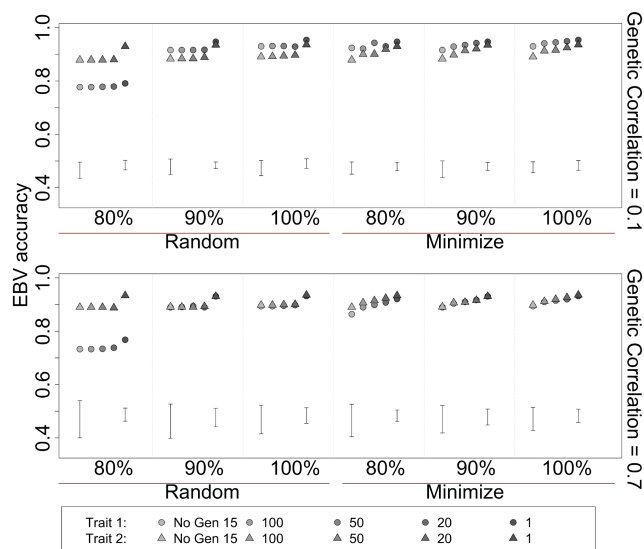 EBV accuracy
1.0
0.8
0.6
0.4
80% 90% 100% 80% 90% 100%
Random Minimize
Genetic Correlation = 0.1
1.0
0.8
0.6
0.4
80% 90% 100% 80% 90% 100%
Random Minimize
Genetic Correlation = 0.7
Trait 1: No Gen 15 100 50 20 1
Trait 2: No Gen 15 100 50 20 1